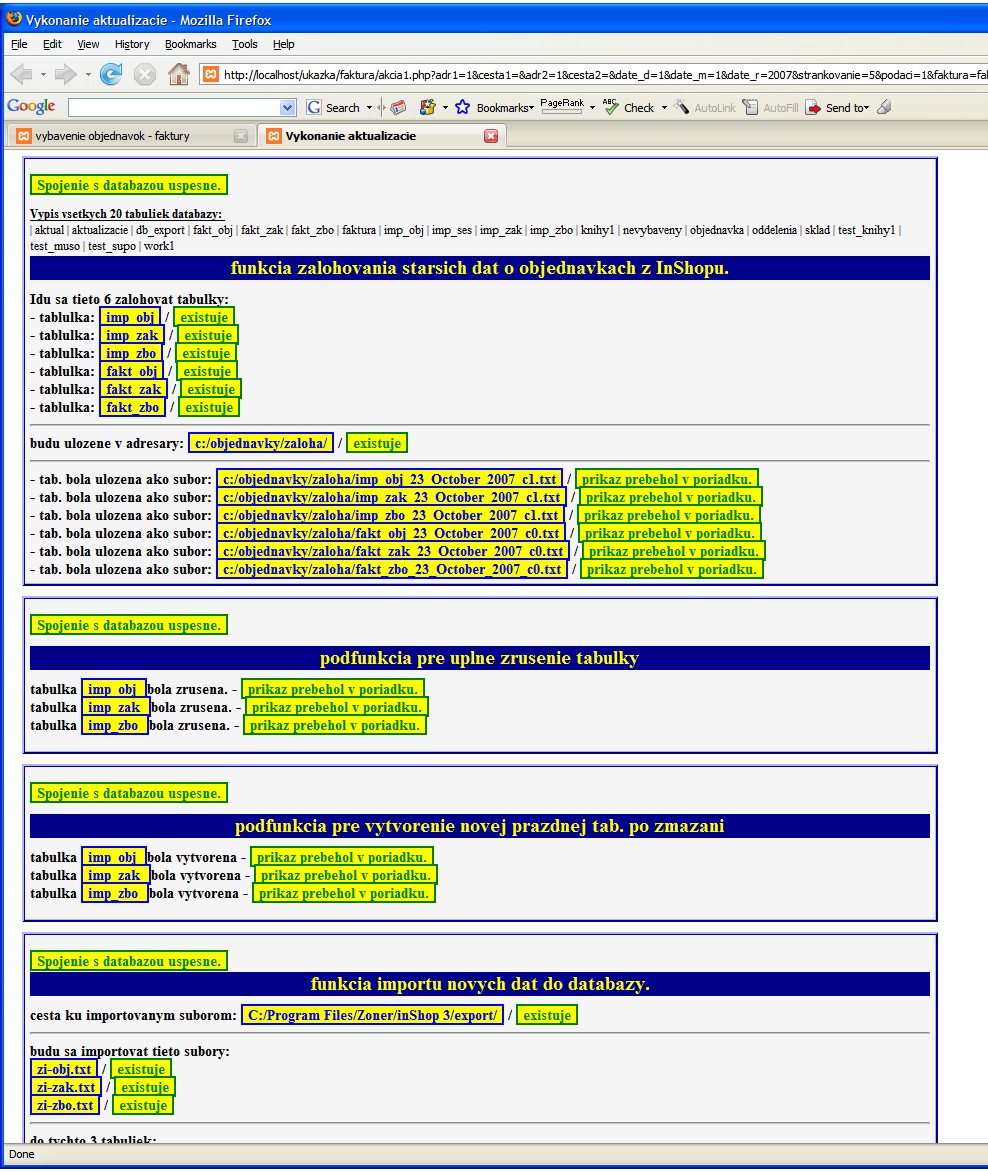 Vykonanie aktualizacie - Mozilla Firefox
File Edit View History Bookmarks Tools Help
http://localhost/ukazka/faktura/akcia1.php?adr1=1&cesta1=&adr2=1&cesta2=&date_d=1&date_m=1&date_r=2007&strankovanie=5&podaci=1&faktura=fal
Google Search Bookmarks PageRank Check AutoLink AutoFill Send to
vybavenie objednavok - faktury Vykonanie aktualizacie
Spojenie s databazou uspesne.
Vypis vsetkych 20 tabuliek databazy:
| aktual | aktualizacie | db_export | fakt_obj | fakt_zak | fakt_zbo | faktura | imp_obj | imp_ses | imp_zak | imp_zbo | knihy1 | nevybaveny | objednavka | oddelenia | sklad | test_knihy1 |
test_muso | test_supo | work1
funkcia zalohovania starsich dat o objednavkach z InShopu.
Idu sa tieto 6 zalohovat tabulky:
- tablulka: imp_obj / existuje
- tablulka: imp_zak / existuje
- tablulka: imp_zbo / existuje
- tablulka: fakt_obj / existuje
- tablulka: fakt_zak / existuje
- tablulka: fakt_zbo / existuje
budu ulozene v adresary: c:/objednavky/zaloha/ / existuje
- tab. bola ulozena ako subor: c:/objednavky/zaloha/imp_obj_23_October_2007_c1.txt / prikaz prebehol v poriadku.
- tab. bola ulozena ako subor: c:/objednavky/zaloha/imp_zak_23_October_2007_c1.txt / prikaz prebehol v poriadku.
- tab. bola ulozena ako subor: c:/objednavky/zaloha/imp_zbo_23_October_2007_c1.txt / prikaz prebehol v poriadku.
- tab. bola ulozena ako subor: c:/objednavky/zaloha/fakt_obj_23_October_2007_c0.txt / prikaz prebehol v poriadku.
- tab. bola ulozena ako subor: c:/objednavky/zaloha/fakt_zak_23_October_2007_c0.txt / prikaz prebehol v poriadku.
- tab. bola ulozena ako subor: c:/objednavky/zaloha/fakt_zbo_23_October_2007_c0.txt / prikaz prebehol v poriadku.
Spojenie s databazou uspesne.
podfunkcia pre uplne zrusenie tabulky
tabulka imp_obj bola zrusena. - prikaz prebehol v poriadku.
tabulka imp_zak bola zrusena. - prikaz prebehol v poriadku.
tabulka imp_zbo bola zrusena. - prikaz prebehol v poriadku.
Spojenie s databazou uspesne.
podfunkcia pre vytvorenie novej prazdnej tab. po zmazani
tabulka imp_obj bola vytvorena - prikaz prebehol v poriadku.
tabulka imp_zak bola vytvorena - prikaz prebehol v poriadku.
tabulka imp_zbo bola vytvorena - prikaz prebehol v poriadku.
Spojenie s databazou uspesne.
funkcia importu novych dat do databazy.
cesta ku importovanym suborom: C:/Program Files/Zoner/inShop 3/export/ / existuje
budu sa importovat tieto subory:
zi-obj.txt / existuje
zi-zak.txt / existuje
zi-zbo.txt / existuje
do tychto 3 tabuliek:
Done